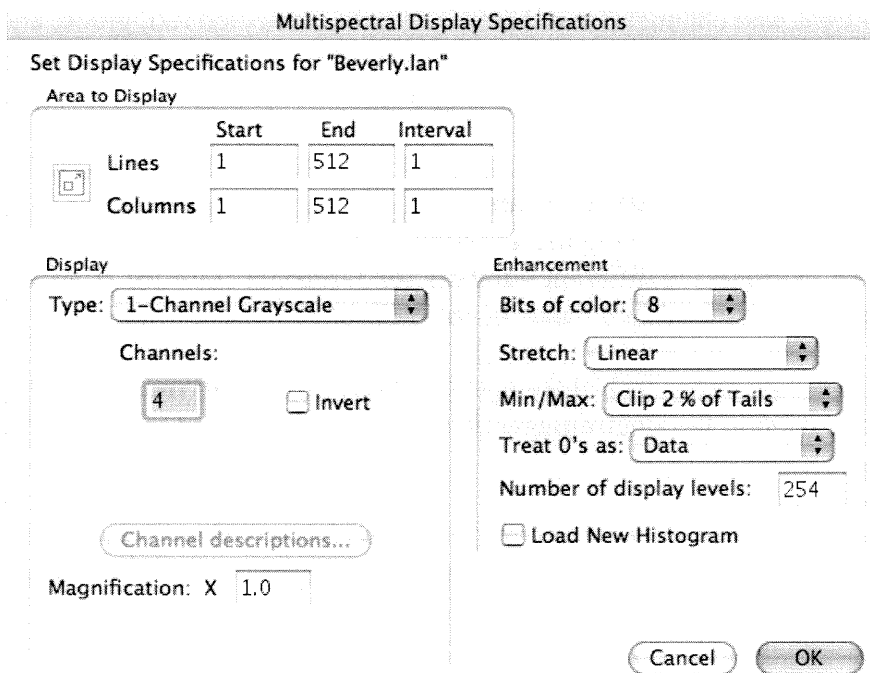 Multispectral Display Specifications
Set Display Specifications for "Beverly.lan"
Area to Display
Start End Interval
Lines 1 512 1
Columns 1 512 1
Display
Type: 1-Channel Grayscale
Channels:
4 Invert
Channel descriptions...
Magnification: X 1.0
Enhancement
Bits of color: 8
Stretch: Linear
Min/Max: Clip 2 % of Tails
Treat 0's as: Data
Number of display levels: 254
Load New Histogram
Cancel OK